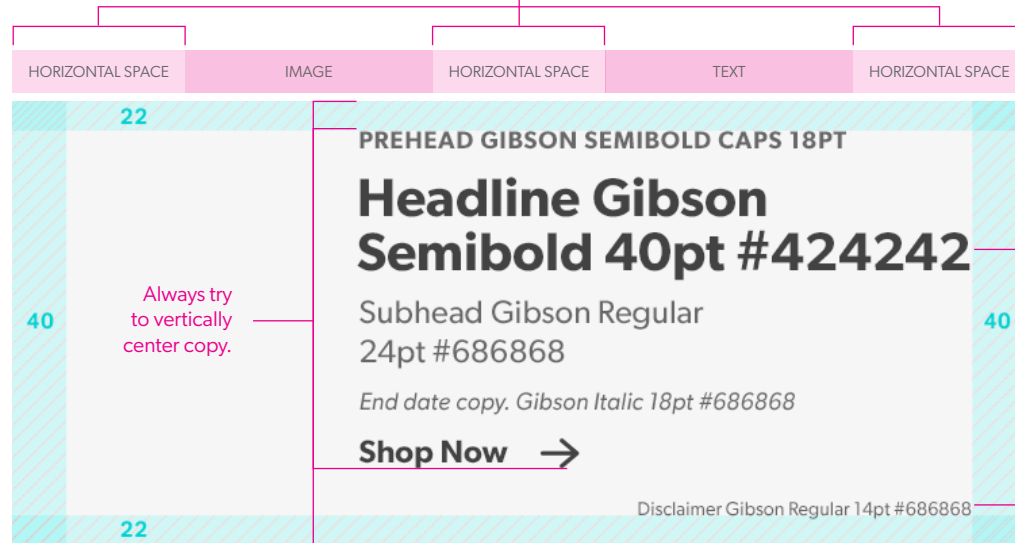 HORIZONTAL SPACE
IMAGE
HORIZONTAL SPACE
TEXT
HORIZONTAL SPACE
22
PREHEAD GIBSON SEMIBOLD CAPS 18PT
Headline Gibson
Semibold 40pt #424242
40
Always try
to vertically
center copy.
Subhead Gibson Regular
24pt #686868
40
End date copy. Gibson Italic 18pt #686868
Shop Now
Disclaimer Gibson Regular 14pt #686868
22